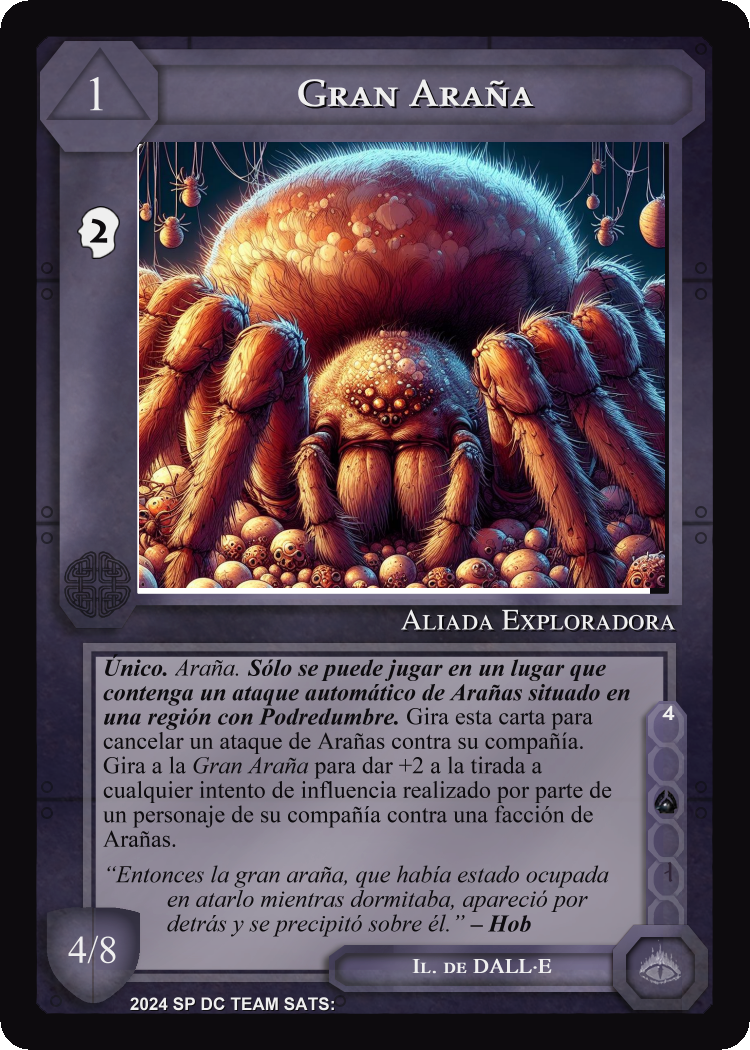 1
Gran Araña
2
Aliada Exploradora
Único. Araña. Sólo se puede jugar en un lugar que
contenga un ataque automático de Arañas situado en
una región con Podredumbre. Gira esta carta para
cancelar un ataque de Arañas contra su compañía.
Gira a la Gran Araña para dar +2 a la tirada a
cualquier intento de influencia realizado por parte de
un personaje de su compañía contra una facción de
Arañas.
4
1
“Entonces la gran araña, que había estado ocupada
en atarlo mientras dormitaba, apareció por
detrás y se precipitó sobre él.” – Hob
4/8
Il. de DALL·E
2024 SP DC TEAM SATS: